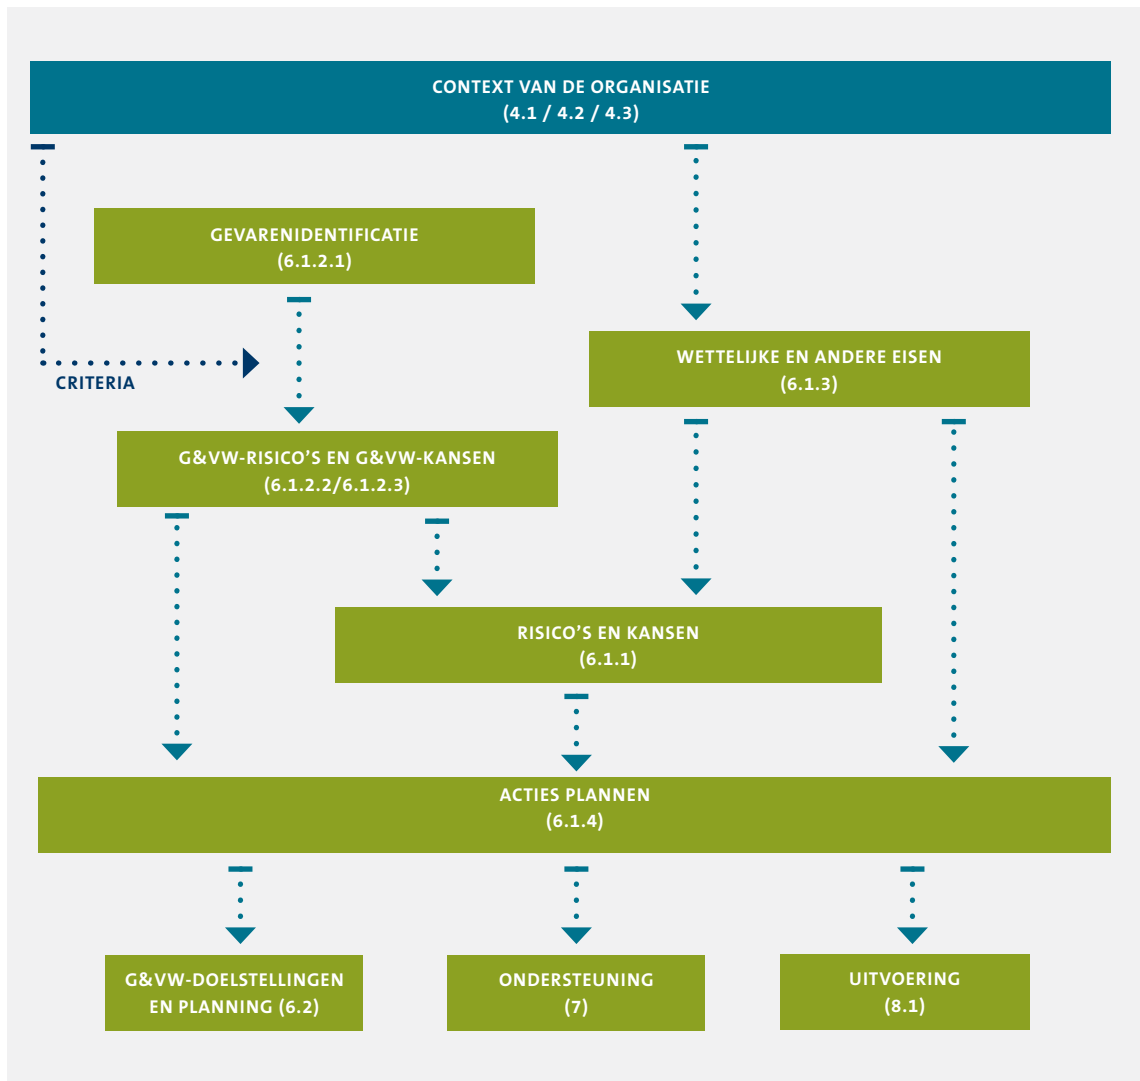 CONTEXT VAN DE ORGANISATIE
(4.1 / 4.2 / 4.3)
GEVARENIDENTIFICATIE
(6.1.2.1)
WETTELIJKE EN ANDERE EISEN
(6.1.3)
CRITERIA
G&VW-RISICO’S EN G&VW-KANSEN
(6.1.2.2/6.1.2.3)
RISICO’S EN KANSEN
(6.1.1)
ACTIES PLANNEN
(6.1.4)
G&VW-DOELSTELLINGEN
EN PLANNING (6.2)
ONDERSTEUNING
(7)
UITVOERING
(8.1)